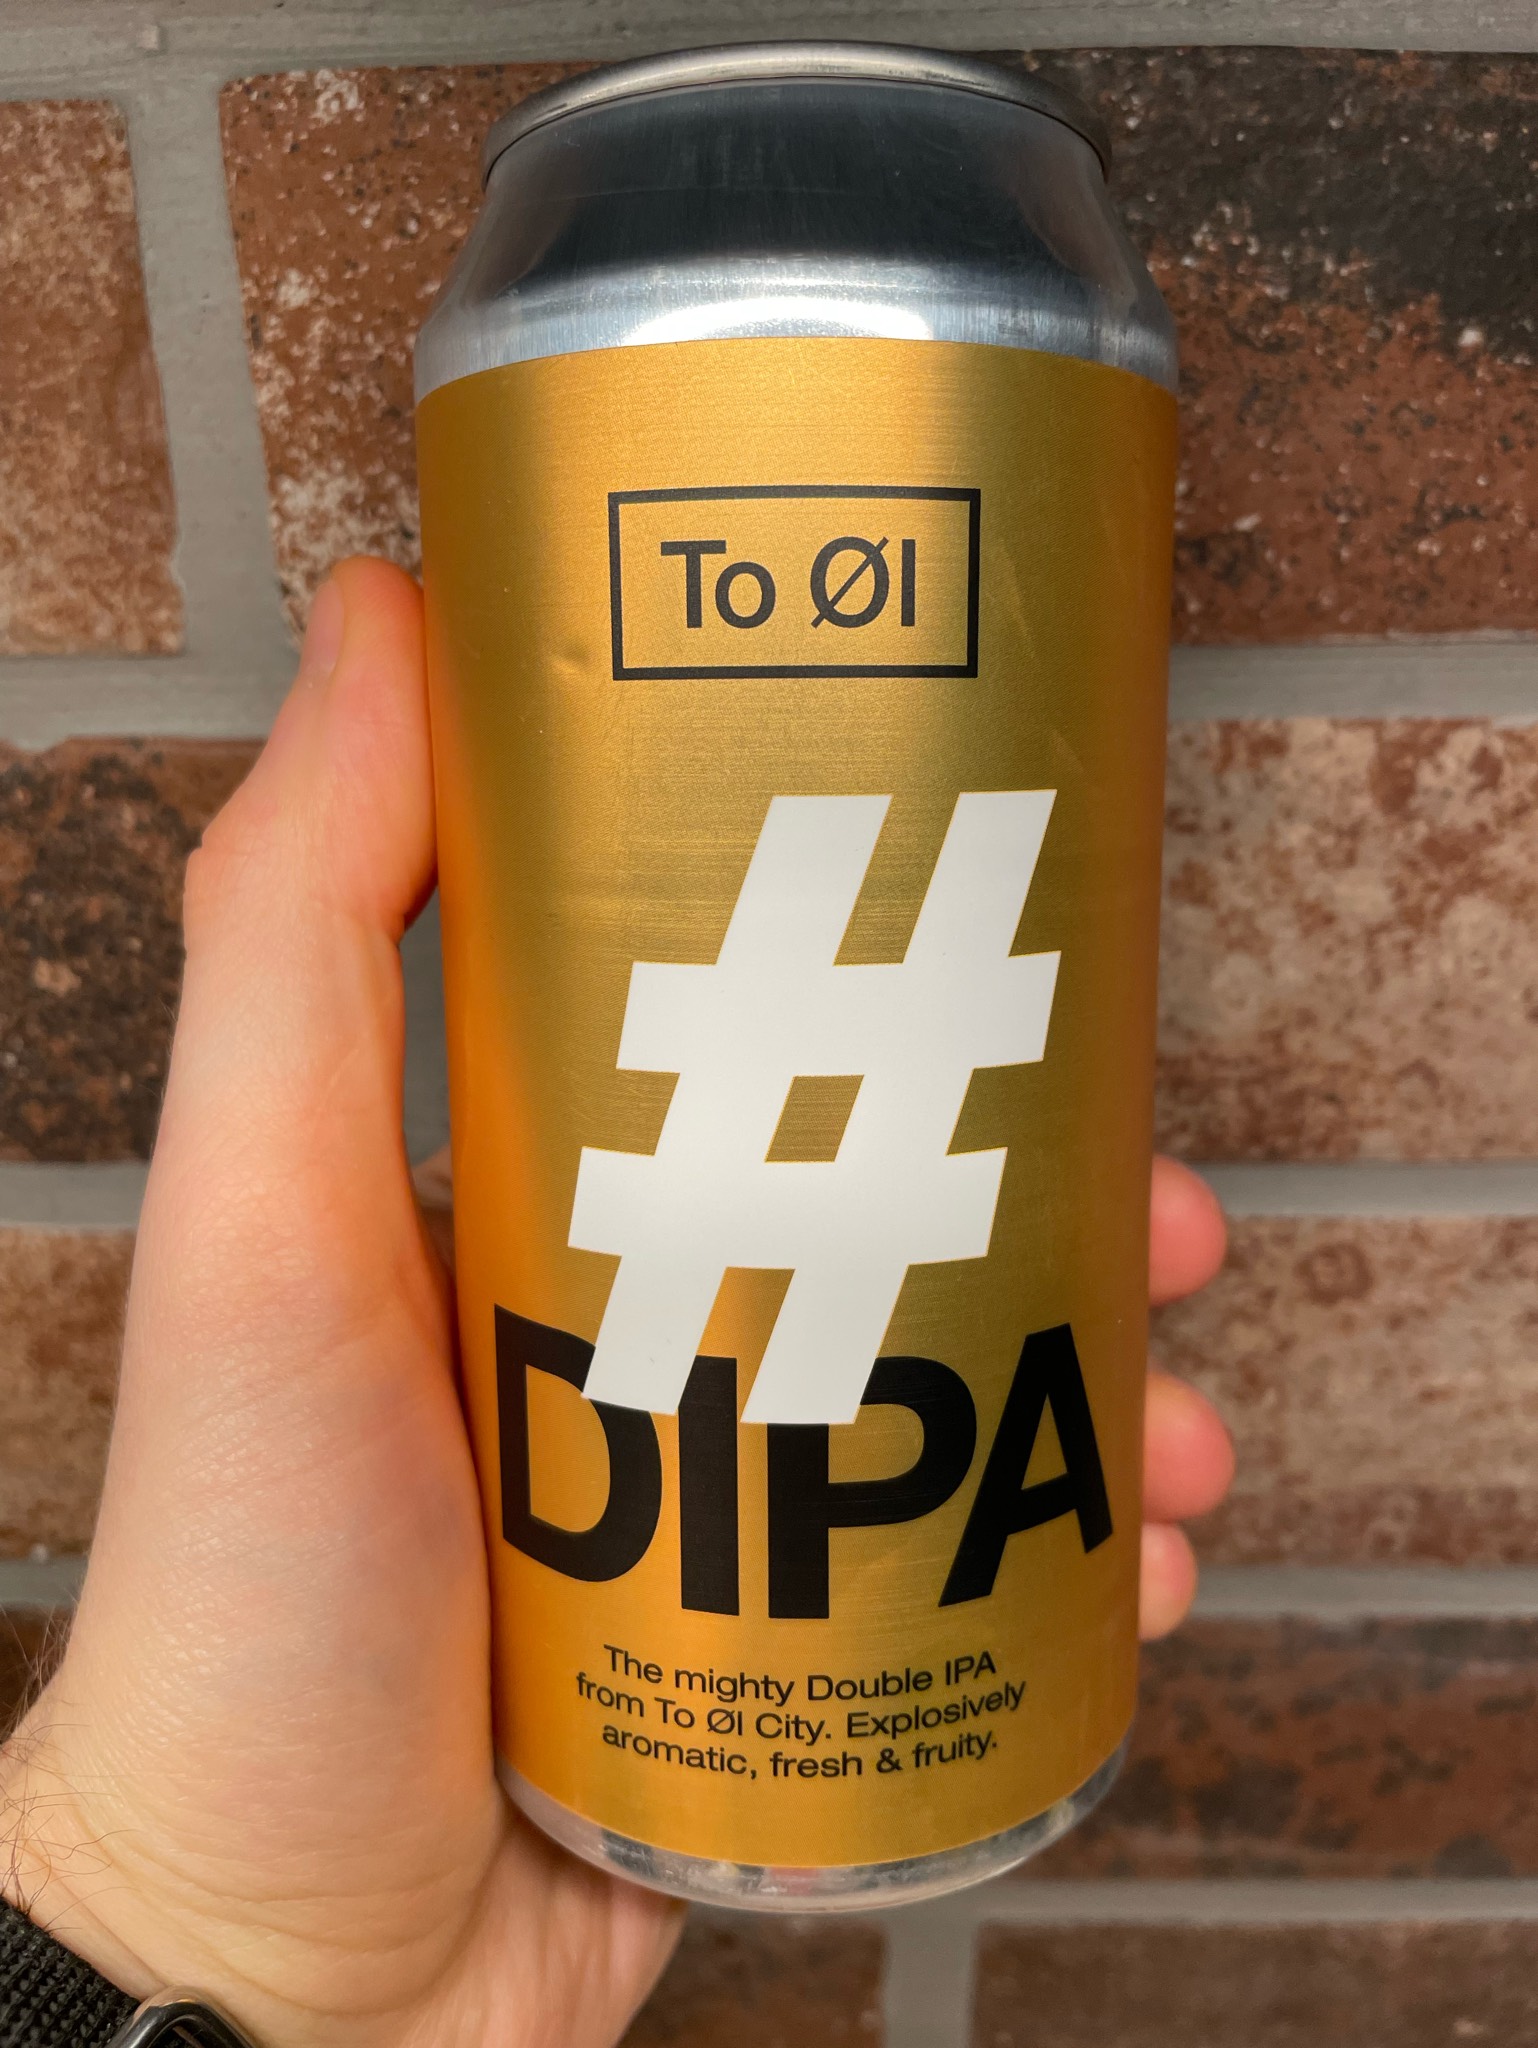 To Øl
#
DIPA
The mighty Double IPA
from To Øl City. Explosively
aromatic, fresh & fruity.